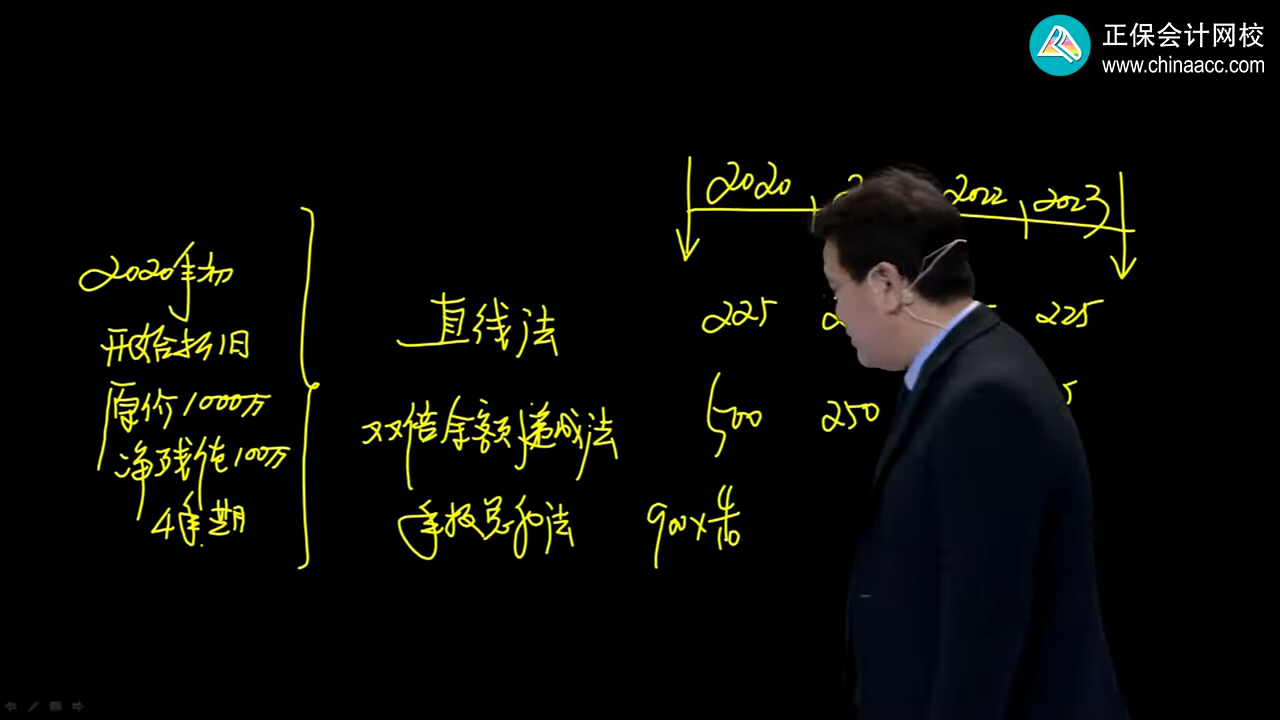 正保会计网校
www.chinaacc.com
2020 2022 2023
2020年初
开始折旧
原价1000万
净残值100万
4年期
直线法 225 225
双倍余额递减法 500 250
年数总和法 900×4/10